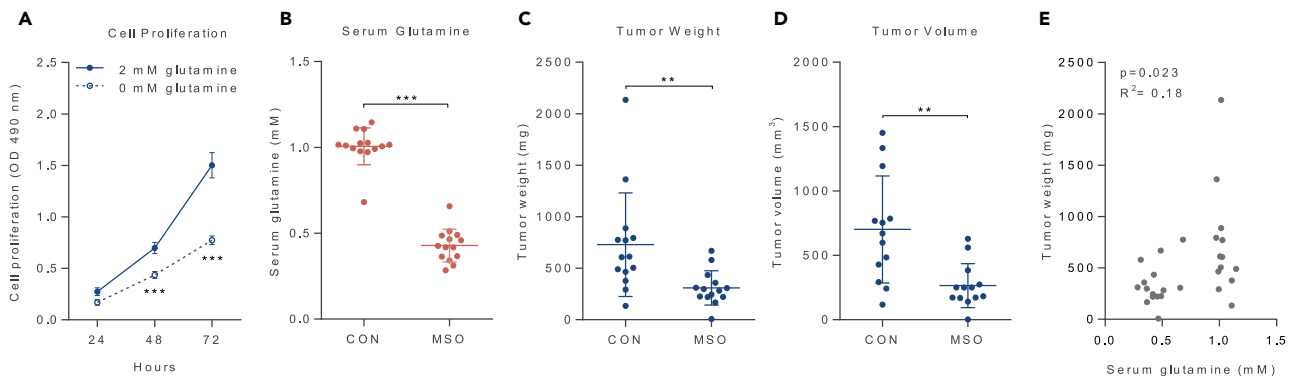 A
Cell Proliferation
Cell proliferation (OD 490 nm)
2.5
2.0
1.5
1.0
0.5
0.0
2 mM glutamine
0 mM glutamine
***
***
24 48 72
Hours
B
Serum Glutamine
Serum glutamine (mM)
1.5
1.0
0.5
0.0
***
CON MSO
C
Tumor Weight
Tumor weight (mg)
2500
2000
1500
1000
500
0
**
CON MSO
D
Tumor Volume
Tumor volume (mm³)
2000
1500
1000
500
0
**
CON MSO
E
Tumor weight (mg)
2500
2000
1500
1000
500
0
p=0.023
R²= 0.18
0.0 0.5 1.0 1.5
Serum glutamine (mM)